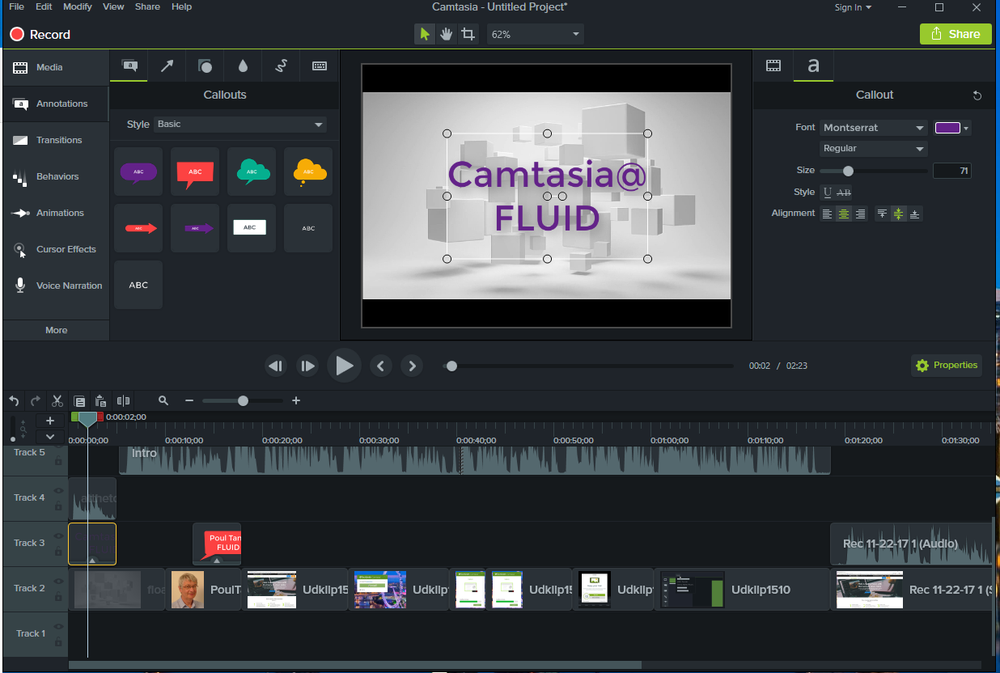 File Edit Modify View Share Help
Camtasia - Untitled Project*
Sign In
Record
62%
Share
Media
Annotations
Transitions
Behaviors
Animations
Cursor Effects
Voice Narration
More
a
Callouts
Style Basic
ABC ABC ABC ABC
ABC ABC ABC ABC
ABC
Camtasia@
FLUID
a
Callout
Font Montserrat
Regular
Size 71
Style U AB
Alignment
00:02 / 02:23
Properties
0:00:02;00
0:00:00;00 0:00:10;00 0:00:20;00 0:00:30;00 0:00:40;00 0:00:50;00 0:01:00;00 0:01:10;00 0:01:20;00 0:01:30;00
Track 5 Intro
Track 4 attheto
Track 3
Poul Tan
FLUID
Rec 11-22-17 1 (Audio)
Track 2 floa PoulT Udklip15 Udklip Udklip15 Udklip Udklip1510 Rec 11-22-17 1 (S
Track 1